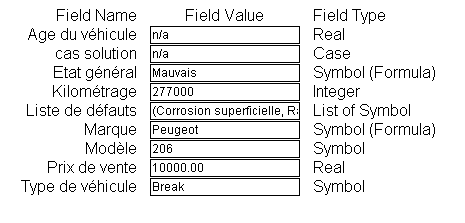 Field Name Field Value Field Type
Age du véhicule n/a Real
cas solution n/a Case
Etat général Mauvais Symbol (Formula)
Kilométrage 277000 Integer
Liste de défauts (Corrosion superficielle, Ra List of Symbol
Marque Peugeot Symbol (Formula)
Modèle 206 Symbol
Prix de vente 10000.00 Real
Type de véhicule Break Symbol